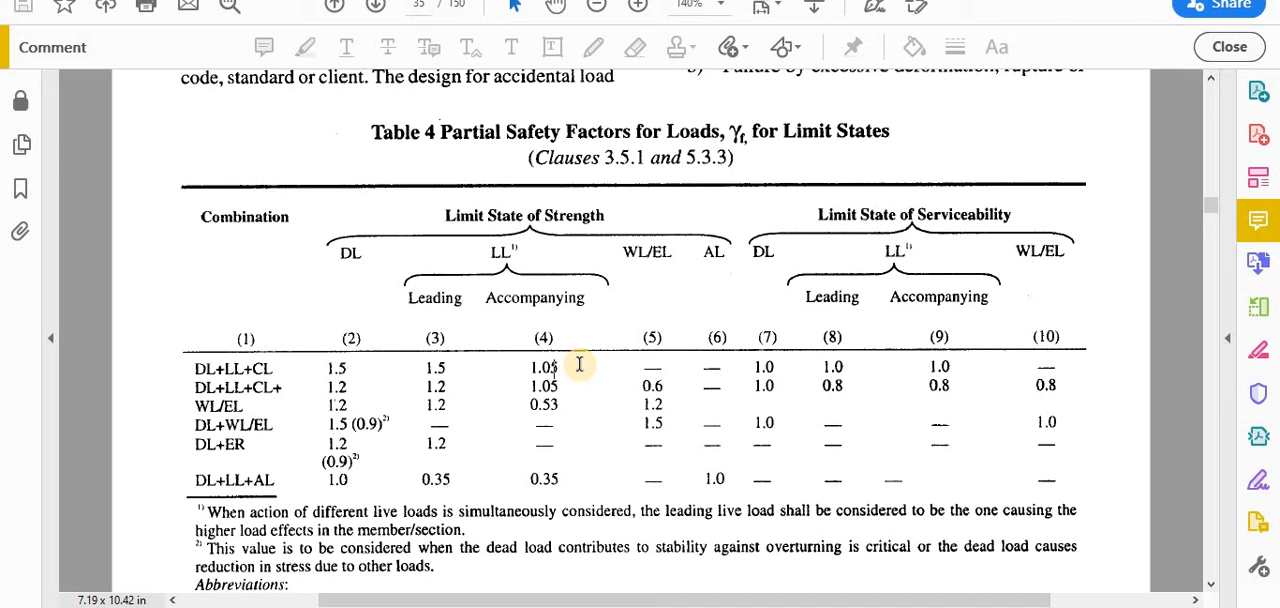 35 / 150
140%
Share
Comment
Close
code, standard or client. The design for accidental load
b) Failure by excessive deformation, rupture or
Table 4 Partial Safety Factors for Loads, γf, for Limit States
(Clauses 3.5.1 and 5.3.3)
Combination Limit State of Strength Limit State of Serviceability
DL LL¹⁾ WL/EL AL DL LL¹⁾ WL/EL
Leading Accompanying Leading Accompanying
(1) (2) (3) (4) (5) (6) (7) (8) (9) (10)
DL+LL+CL 1.5 1.5 1.05 — — 1.0 1.0 1.0 —
DL+LL+CL+ 1.2 1.2 1.05 0.6 — 1.0 0.8 0.8 0.8
WL/EL 1.2 1.2 0.53 1.2
DL+WL/EL 1.5 (0.9)²⁾ — — 1.5 — 1.0 — — 1.0
DL+ER 1.2 1.2 — — — — — — —
(0.9)²⁾
DL+LL+AL 1.0 0.35 0.35 — 1.0 — — — —
¹⁾ When action of different live loads is simultaneously considered, the leading live load shall be considered to be the one causing the
higher load effects in the member/section.
²⁾ This value is to be considered when the dead load contributes to stability against overturning is critical or the dead load causes
reduction in stress due to other loads.
Abbreviations:
7.19 x 10.42 in